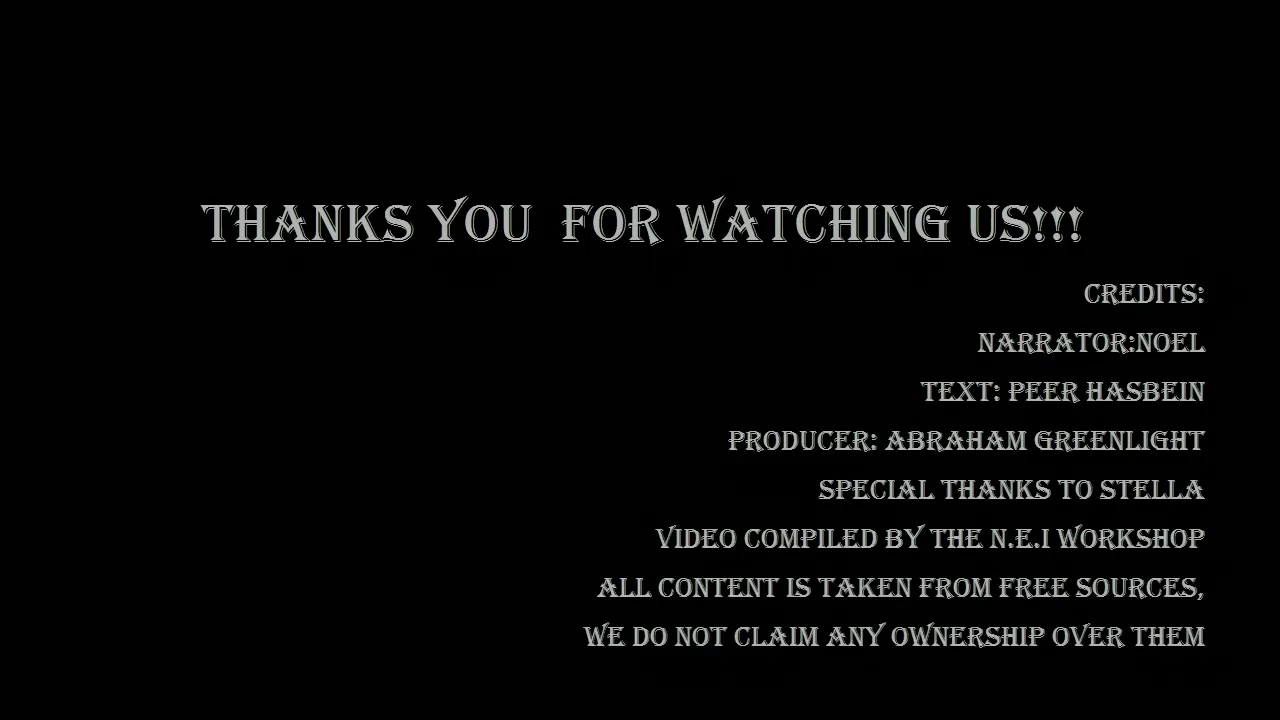 THANKS YOU  FOR WATCHING US!!!
CREDITS:
NARRATOR:NOEL
TEXT: PEER HASBEIN
PRODUCER: ABRAHAM GREENLIGHT
SPECIAL THANKS TO STELLA
VIDEO COMPILED BY THE N.E.I WORKSHOP
ALL CONTENT IS TAKEN FROM FREE SOURCES,
WE DO NOT CLAIM ANY OWNERSHIP OVER THEM